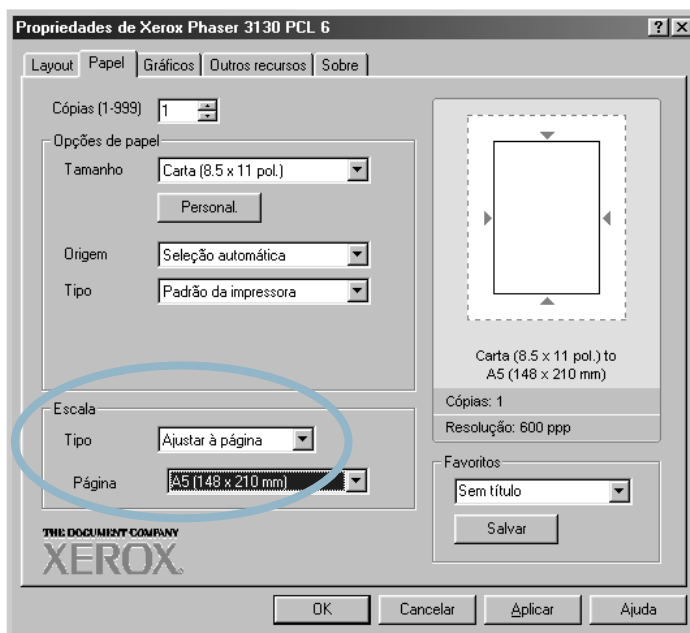 Propriedades de Xerox Phaser 3130 PCL 6
Layout Papel Gráficos Outros recursos Sobre
Cópias (1-999) 1
Opções de papel
Tamanho Carta (8.5 x 11 pol.)
Personal.
Origem Seleção automática
Tipo Padrão da impressora
Carta (8.5 x 11 pol.) to
A5 (148 x 210 mm)
Cópias: 1
Resolução: 600 ppp
Escala
Tipo Ajustar à página
Página A5 (148 x 210 mm)
Favoritos
Sem título
Salvar
THE DOCUMENT COMPANY
XEROX.
OK Cancelar Aplicar Ajuda